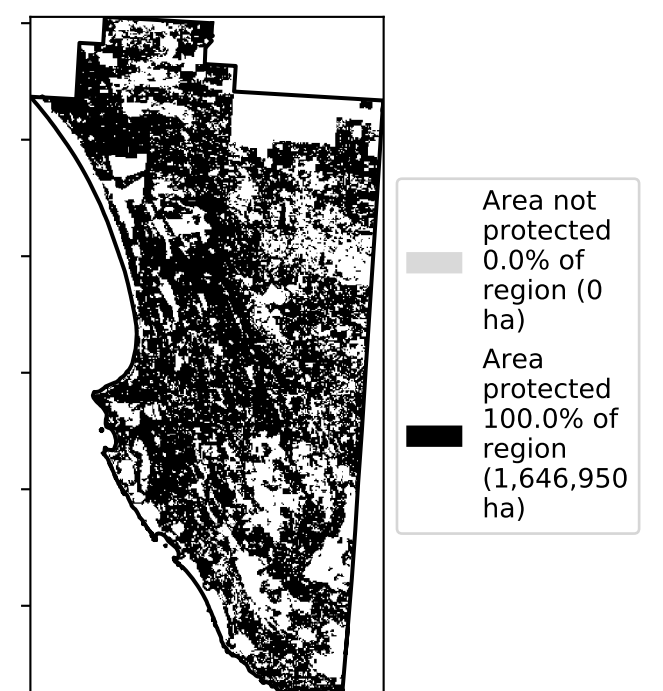 Area not
protected
0.0% of
region (0
ha)
Area
protected
100.0% of
region
(1,646,950
ha)